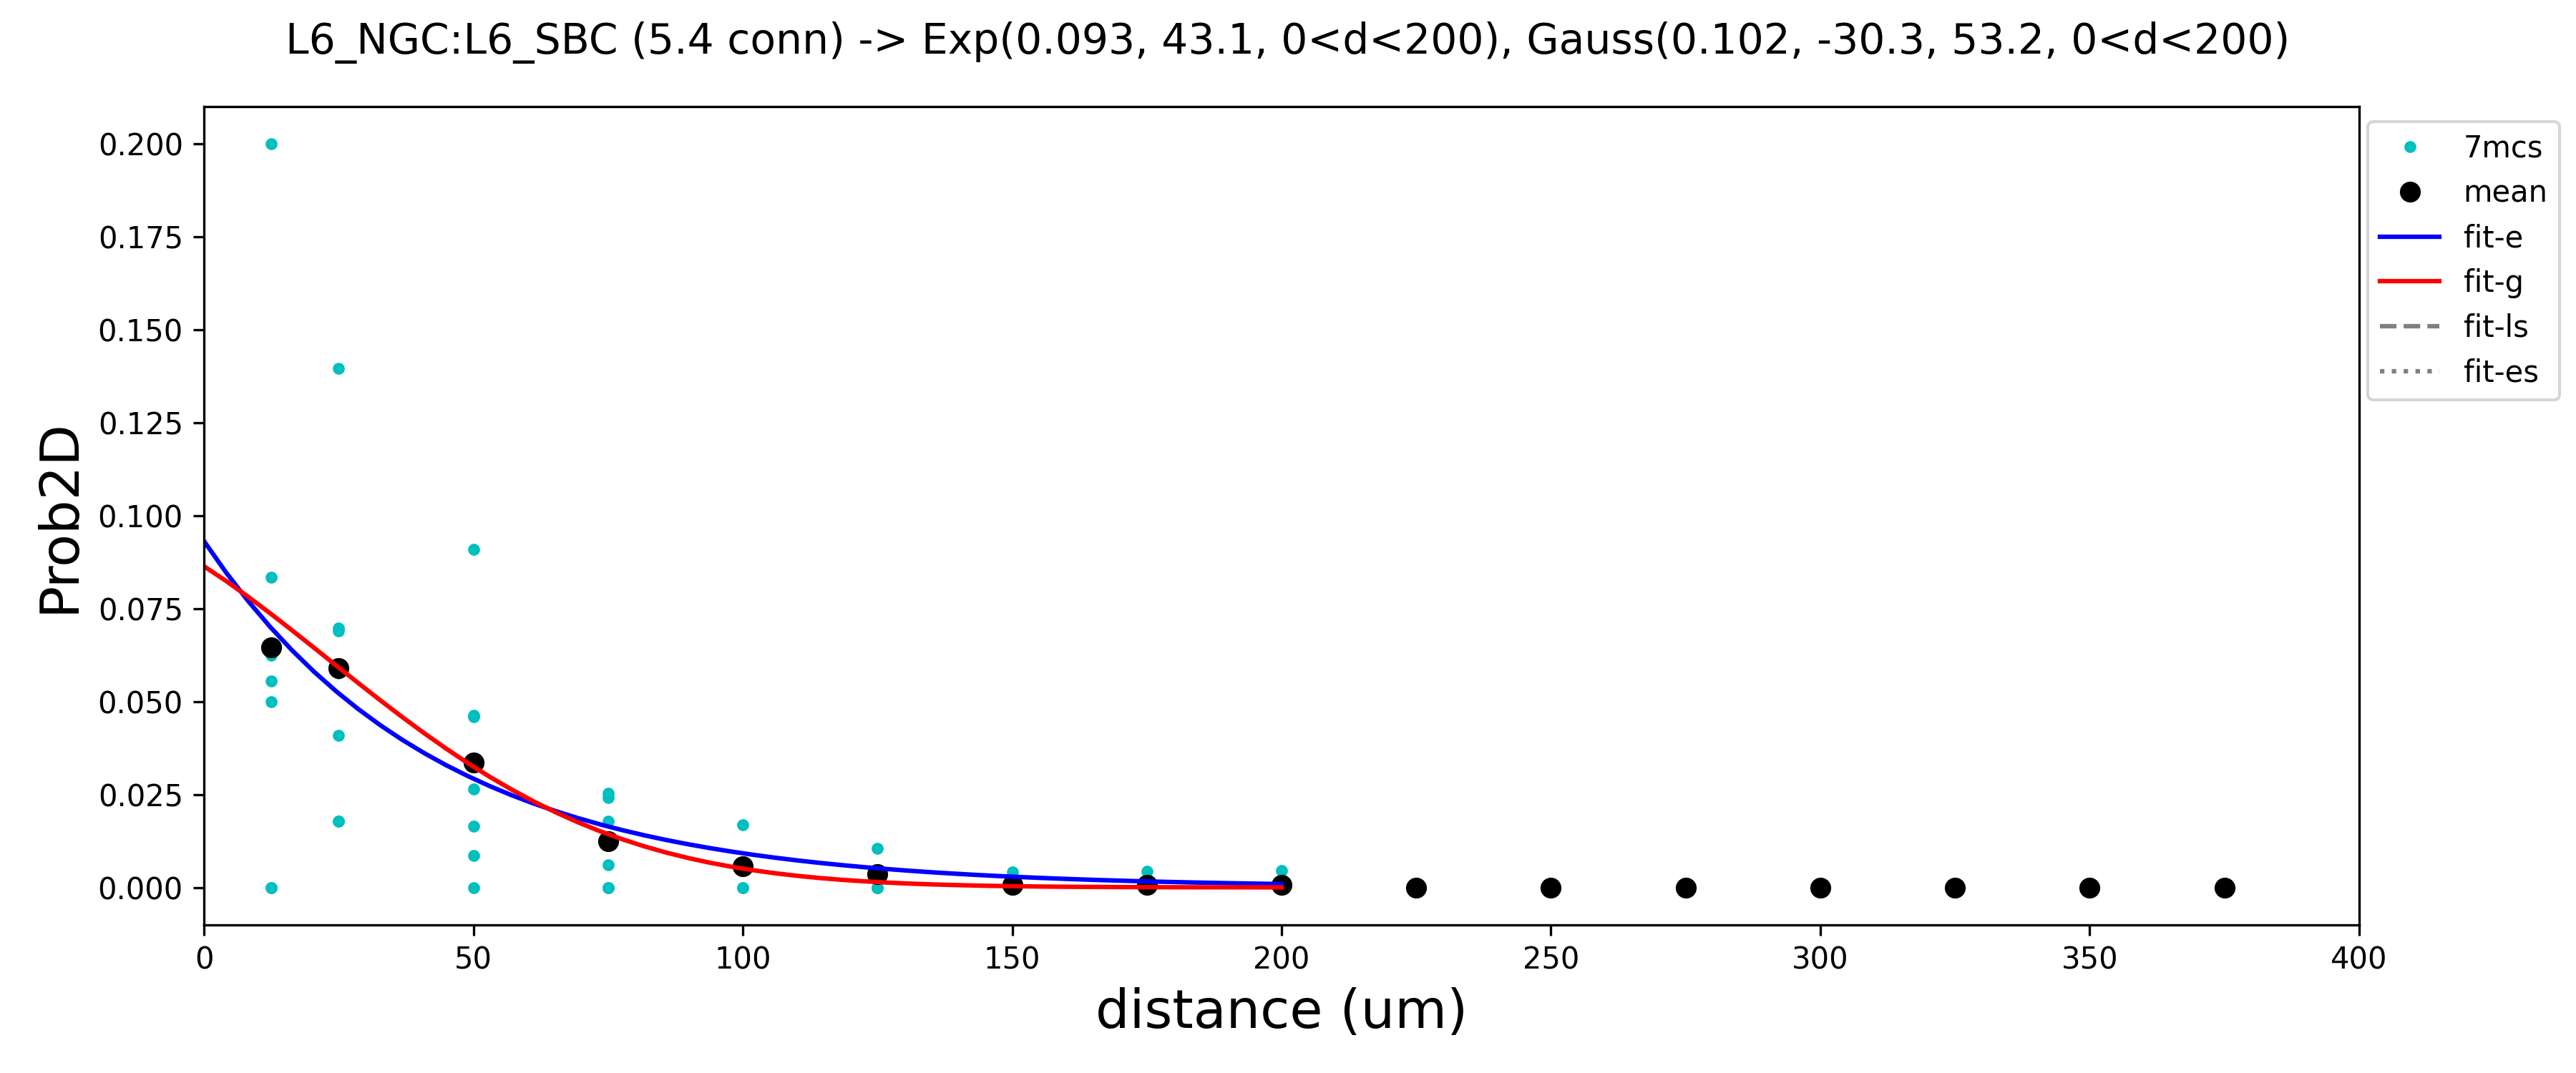 L6_NGC:L6_SBC (5.4 conn) -> Exp(0.093, 43.1, 0<d<200), Gauss(0.102, -30.3, 53.2, 0<d<200)
0.200
0.175
0.150
0.125
0.100
0.075
0.050
0.025
0.000
Prob2D
0 50 100 150 200 250 300 350 400
distance (um)
7mcs
mean
fit-e
fit-g
fit-ls
fit-es